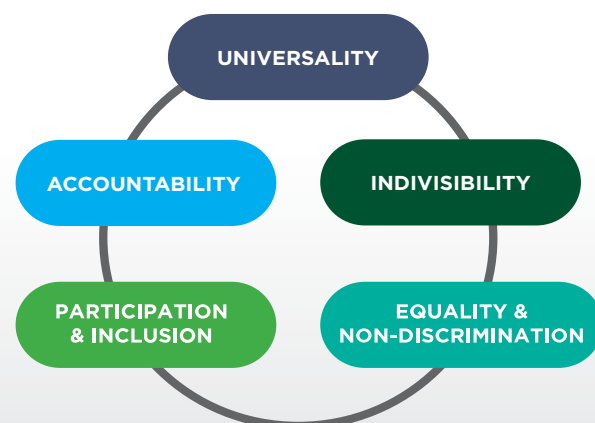 UNIVERSALITY
ACCOUNTABILITY
INDIVISIBILITY
PARTICIPATION
& INCLUSION
EQUALITY &
NON-DISCRIMINATION